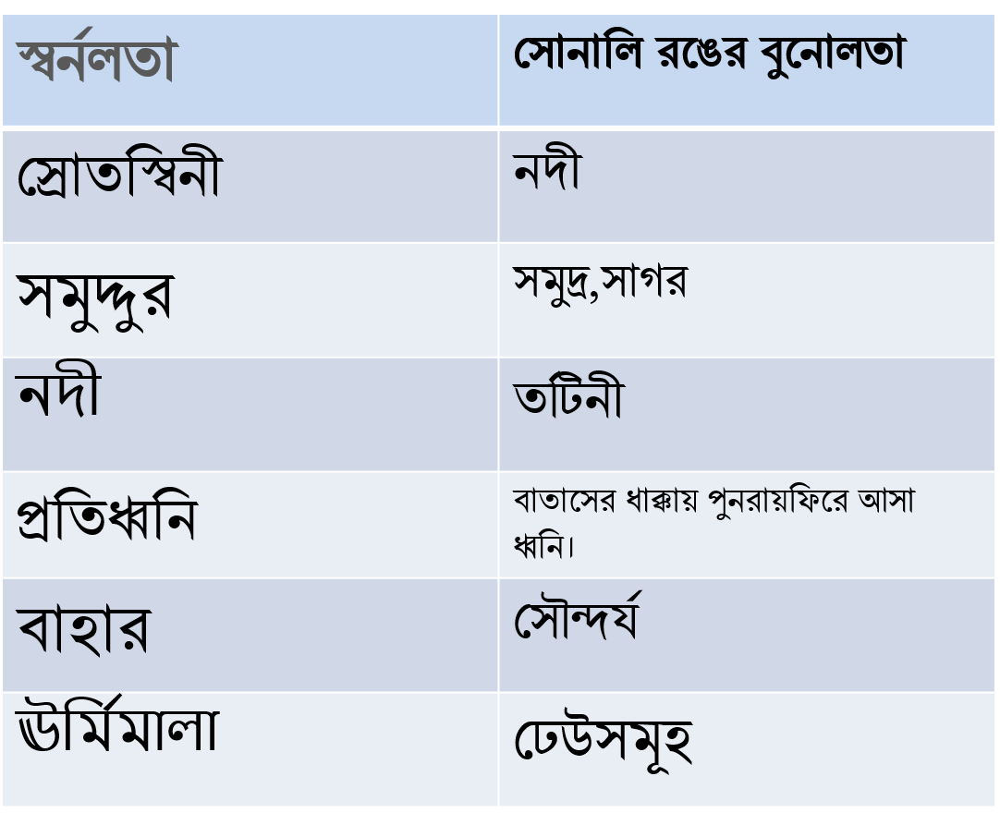 স্বর্নলতা
সোনালি রঙের বুনোলতা
স্রোতস্বিনী
নদী
সমুদ্দুর
সমুদ্র,সাগর
নদী
তটিনী
প্রতিধ্বনি
বাতাসের ধাক্কায় পুনরায়ফিরে আসা
ধ্বনি।
বাহার
সৌন্দর্য
ঊর্মিমালা
ঢেউসমূহ